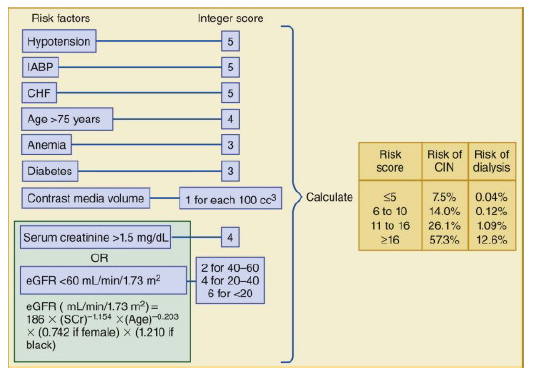 Risk factors Integer score
Hypotension 5
IABP 5
CHF 5
Age >75 years 4
Anemia 3
Diabetes 3
Contrast media volume 1 for each 100 cc³
Serum creatinine >1.5 mg/dL 4
OR
eGFR <60 mL/min/1.73 m²
2 for 40–60
4 for 20–40
6 for <20
eGFR ( mL/min/1.73 m²) =
186 × (SCr)⁻¹·¹⁵⁴ × (Age)⁻⁰·²⁰³
× (0.742 if female) × (1.210 if
black)
Calculate
Risk score Risk of CIN Risk of dialysis
≤5 7.5% 0.04%
6 to 10 14.0% 0.12%
11 to 16 26.1% 1.09%
≥16 57.3% 12.6%